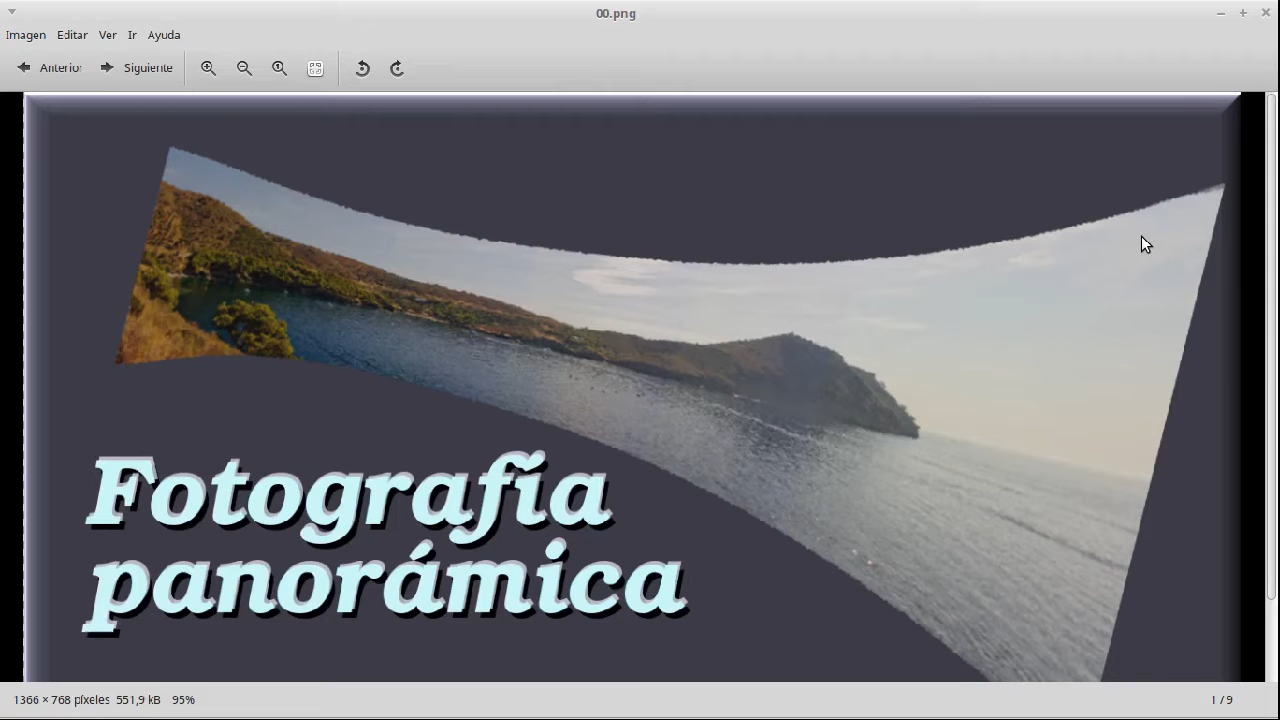 00.png
Imagen Editar Ver Ir Ayuda
Anterior Siguiente
Fotografía
panorámica
1366 × 768 píxeles 551,9 kB 95%
1 / 9